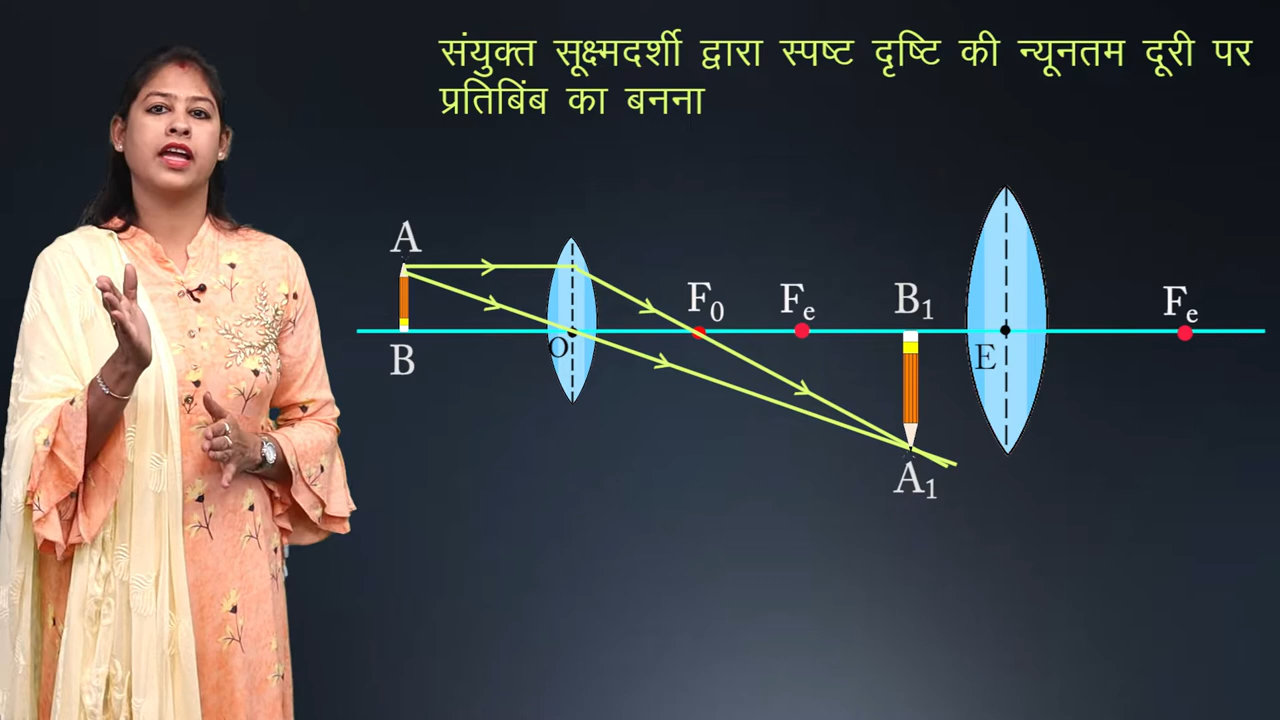 संयुक्त सूक्ष्मदर्शी द्वारा स्पष्ट दृष्टि की न्यूनतम दूरी पर
प्रतिबिंब का बनना
A
B
O
F₀
Fₑ
B₁
A₁
E
Fₑ